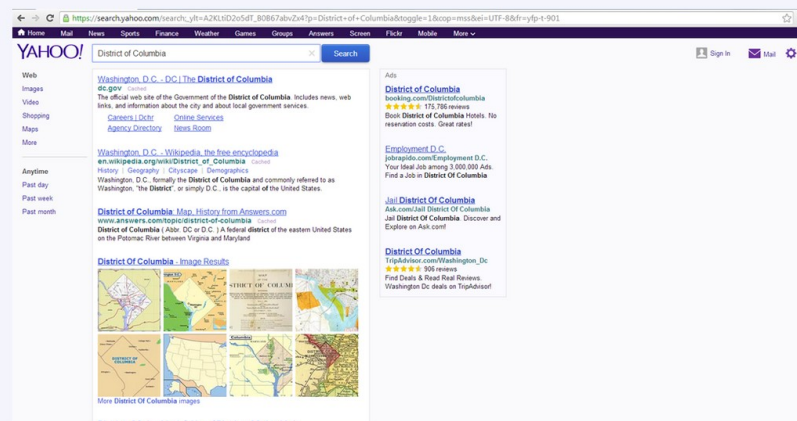 https://search.yahoo.com/search;_ylt=A2KLtiD2o5dT_B0B67abvZx4?p=District+of+Columbia&toggle=1&cop=mss&ei=UTF-8&fr=yfp-t-901
Home Mail News Sports Finance Weather Games Groups Answers Screen Flickr Mobile More
YAHOO!
District of Columbia
Search
Sign In
Mail
Web
Images
Video
Shopping
Maps
More
Anytime
Past day
Past week
Past month
Washington, D.C. - DC | The District of Columbia
dc.gov Cached
The official web site of the Government of the District of Columbia. Includes news, web
links, and information about the city and about local government services.
Careers | Dchr Online Services
Agency Directory News Room
Washington, D.C. - Wikipedia, the free encyclopedia
en.wikipedia.org/wiki/District_of_Columbia Cached
History | Geography | Cityscape | Demographics
Washington, D.C., formally the District of Columbia and commonly referred to as
Washington, "the District", or simply D.C., is the capital of the United States.
District of Columbia: Map, History from Answers.com
www.answers.com/topic/district-of-columbia Cached
District of Columbia ( Abbr. DC or D.C. ) A federal district of the eastern United States
on the Potomac River between Virginia and Maryland
District Of Columbia - Image Results
DISTRICT OF
COLUMBIA
Columbia
More District Of Columbia images
Ads
District of Columbia
booking.com/Districtofcolumbia
175,786 reviews
Book District of Columbia Hotels. No
reservation costs. Great rates!
Employment D.C.
jobrapido.com/Employment D.C.
Your Ideal Job among 3,000,000 Ads.
Find a Job in District Of Columbia
Jail District Of Columbia
Ask.com/Jail District Of Columbia
Jail District Of Columbia. Discover and
Explore on Ask.com!
District Of Columbia
TripAdvisor.com/Washington_Dc
906 reviews
Find Deals & Read Real Reviews.
Washington Dc deals on TripAdvisor!